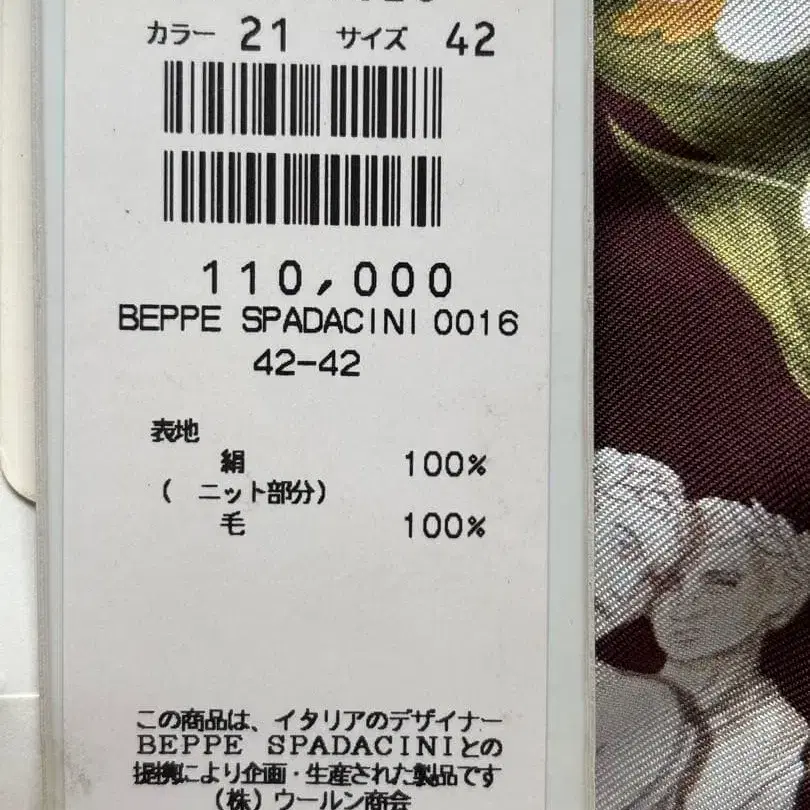 カラー 21 サイズ 42
110,000
BEPPE SPADACINI 0016
42-42
表地
絹 100%
( ニット部分)
毛 100%
この商品は、イタリアのデザイナー
BEPPE SPADACINIとの
提携により企画・生産された製品です
(株) ウールン商会